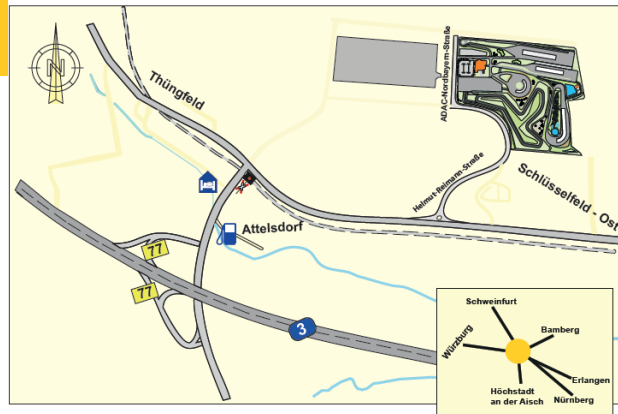 N
Thüngfeld
ADAC-Nordbayern-Straße
Helmut-Reimann-Straße
Schlüsselfeld - Ost
Attelsdorf
77
77
3
Schweinfurt
Bamberg
Würzburg
Erlangen
Höchstadt
an der Aisch
Nürnberg